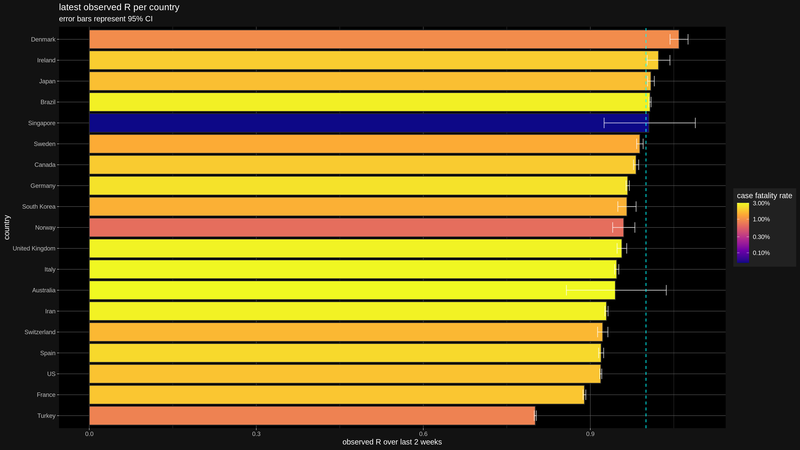 latest observed R per country
error bars represent 95% CI
Denmark
Ireland
Japan
Brazil
Singapore
Sweden
Canada
Germany
South Korea
Norway
United Kingdom
Italy
Australia
Iran
Switzerland
Spain
US
France
Turkey
country
0.0 0.3 0.6 0.9
observed R over last 2 weeks
case fatality rate
3.00%
1.00%
0.30%
0.10%